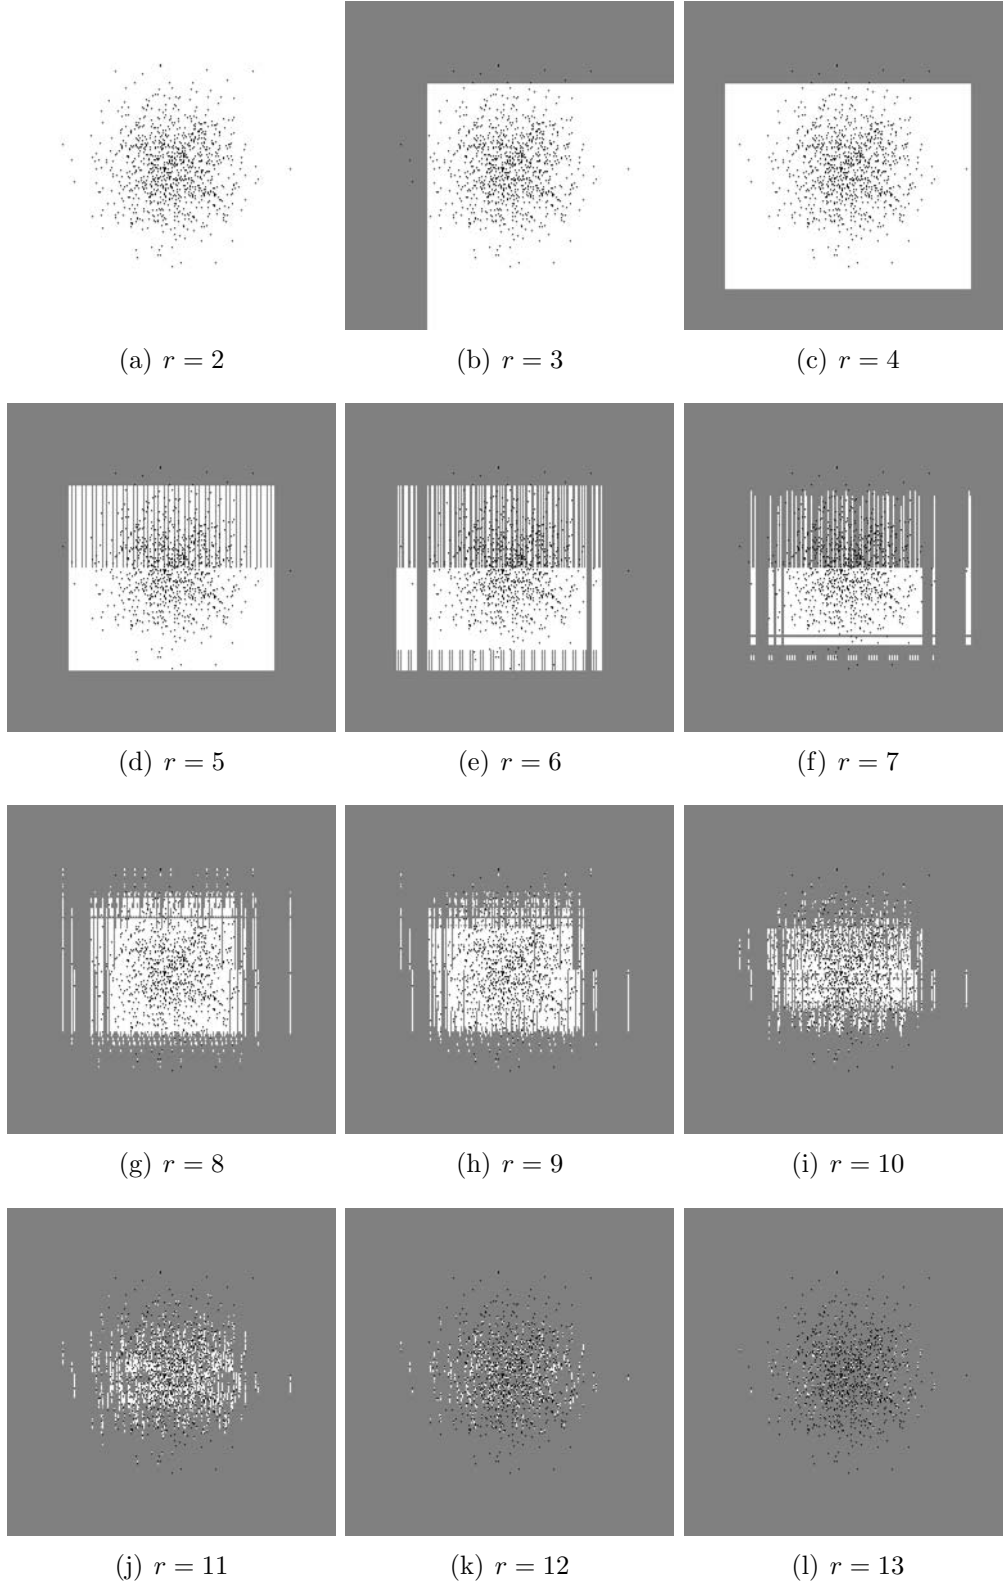 (a) r = 2
(b) r = 3
(c) r = 4
(d) r = 5
(e) r = 6
(f) r = 7
(g) r = 8
(h) r = 9
(i) r = 10
(j) r = 11
(k) r = 12
(l) r = 13